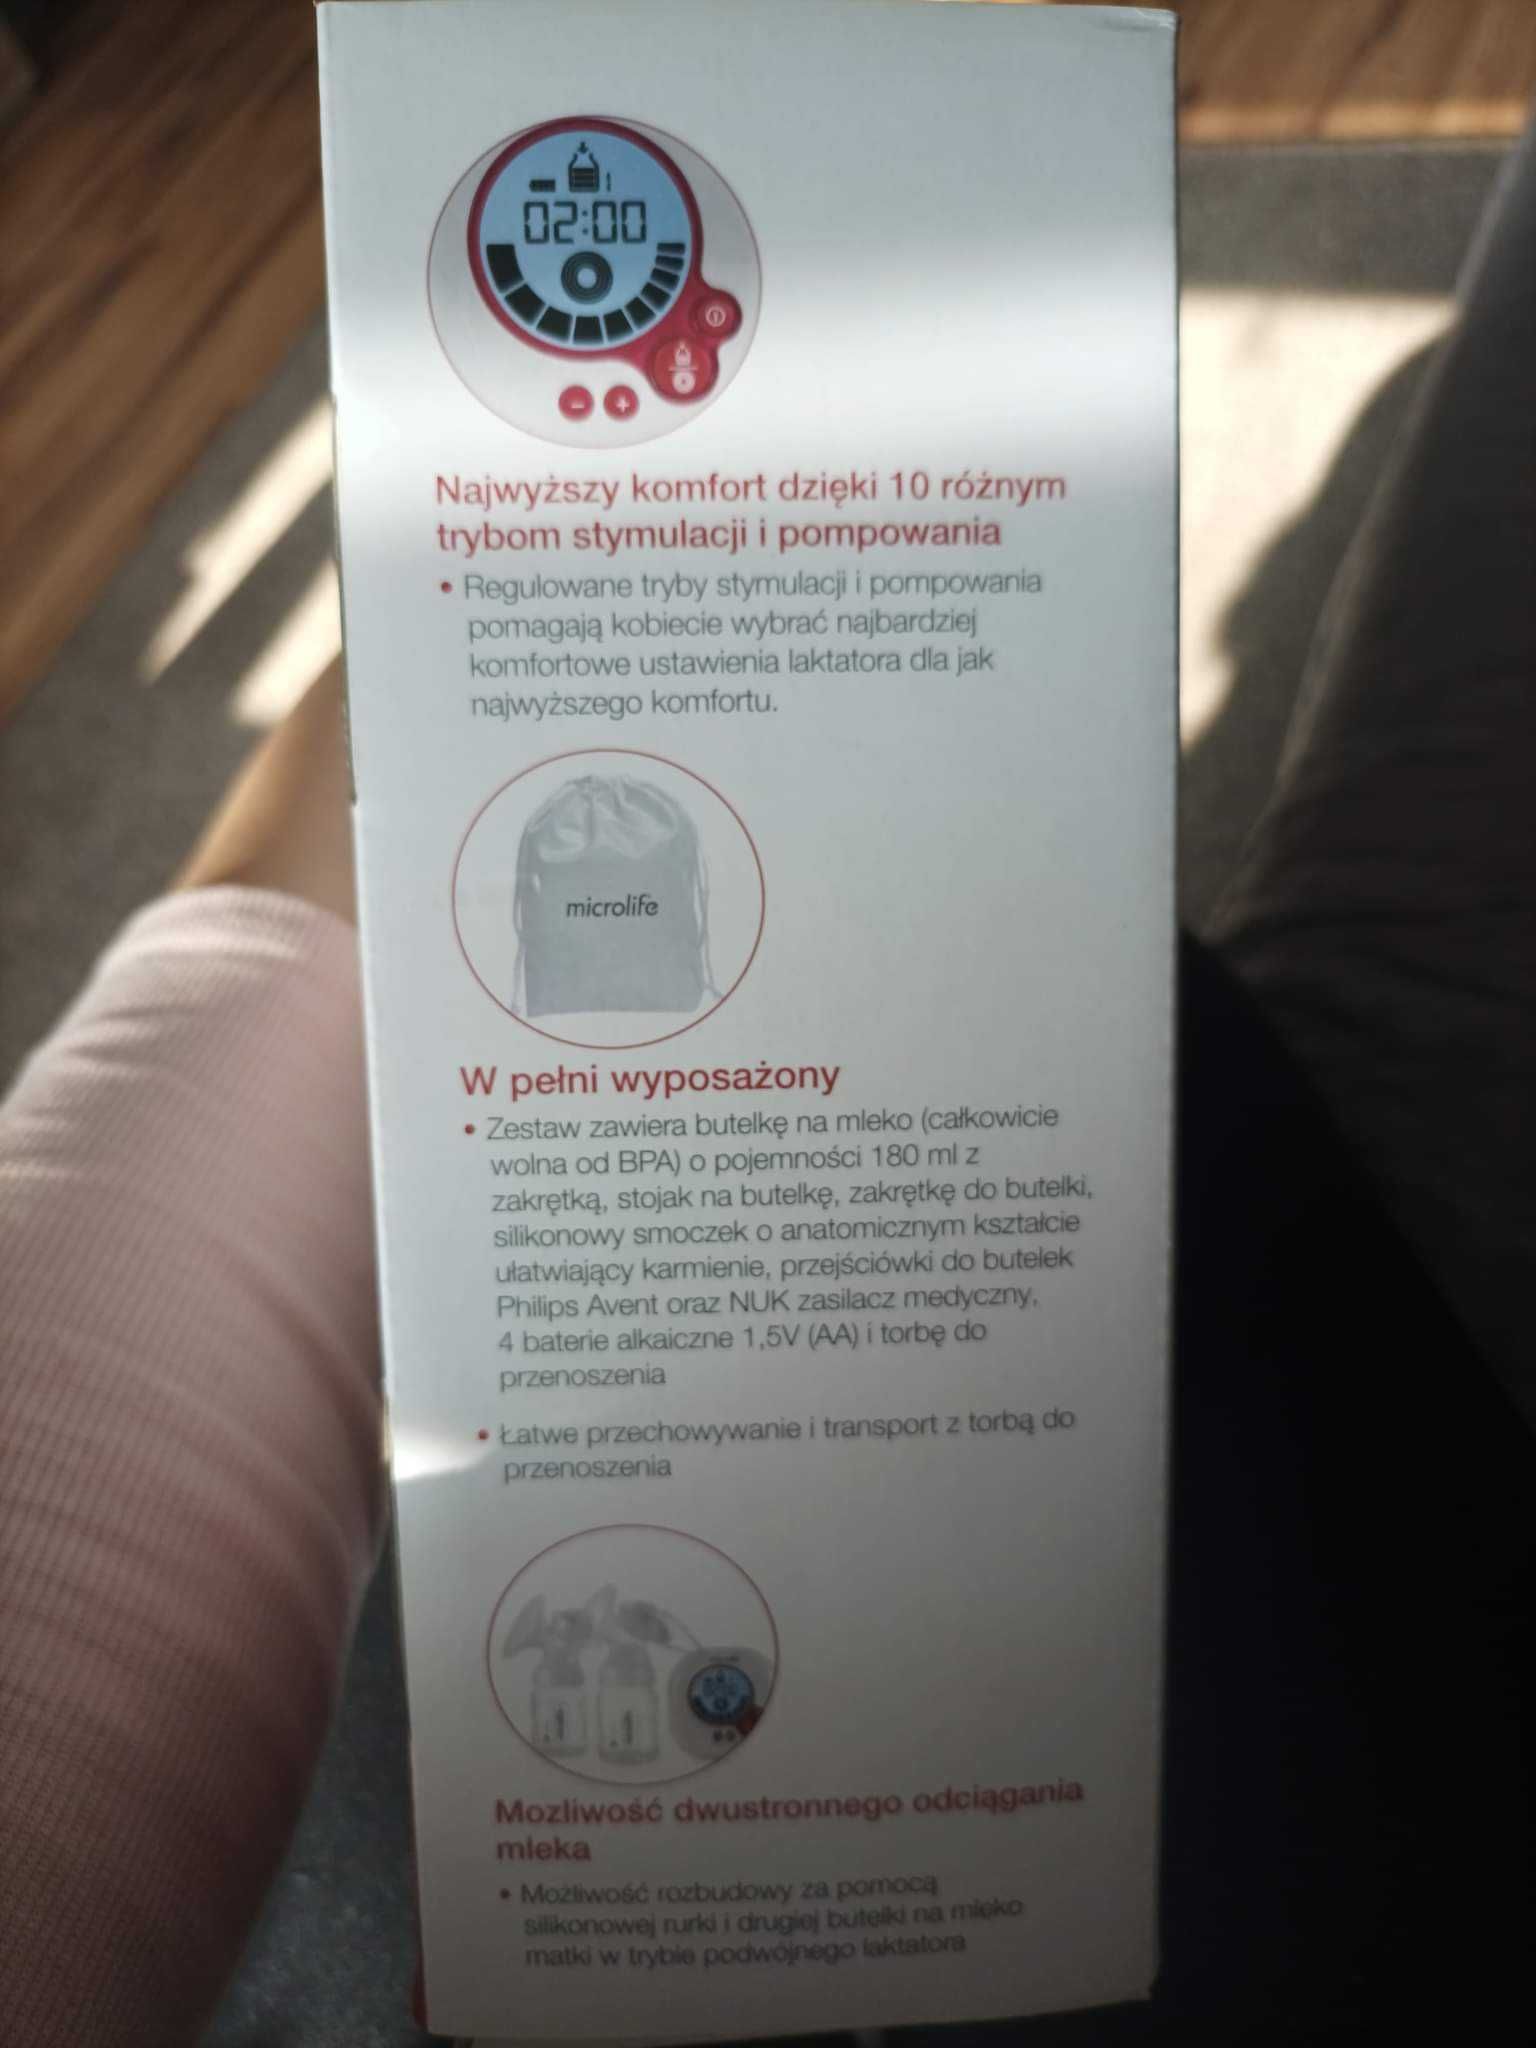 02:00
Najwyższy komfort dzięki 10 różnym
trybom stymulacji i pompowania
• Regulowane tryby stymulacji i pompowania
pomagają kobiecie wybrać najbardziej
komfortowe ustawienia laktatora dla jak
najwyższego komfortu.
microlife
W pełni wyposażony
• Zestaw zawiera butelkę na mleko (całkowicie
wolna od BPA) o pojemności 180 ml z
zakrętką, stojak na butelkę, zakrętkę do butelki,
silikonowy smoczek o anatomicznym kształcie
ułatwiający karmienie, przejściówki do butelek
Philips Avent oraz NUK zasilacz medyczny,
4 baterie alkaiczne 1,5V (AA) i torbę do
przenoszenia
• Łatwe przechowywanie i transport z torbą do
przenoszenia
Mozliwość dwustronnego odciągania
mleka
• Możliwość rozbudowy za pomocą
silikonowej rurki i drugiej butelki na mleko
matki w trybie podwójnego laktatora